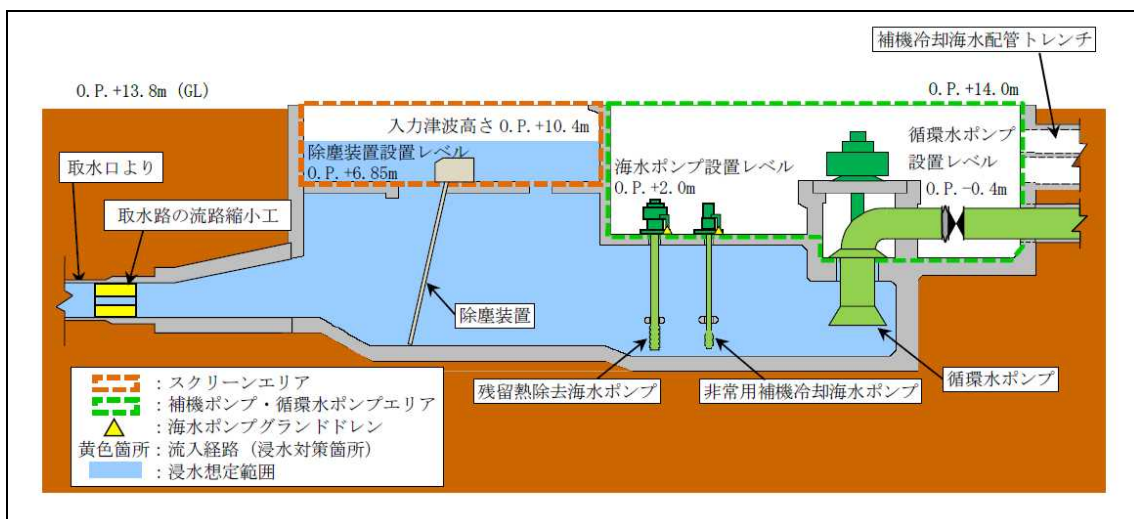 補機冷却海水配管トレンチ
O.P.+13.8m (GL)
O.P.+14.0m
入力津波高さ O.P.+10.4m
除塵装置設置レベル
O.P.+6.85m
海水ポンプ設置レベル
O.P.+2.0m
循環水ポンプ
設置レベル
O.P.-0.4m
取水口より
取水路の流路縮小工
除塵装置
残留熱除去海水ポンプ
非常用補機冷却海水ポンプ
循環水ポンプ
：スクリーンエリア
：補機ポンプ・循環水ポンプエリア
：海水ポンプグランドドレン
黄色箇所：流入経路（浸水対策箇所）
：浸水想定範囲